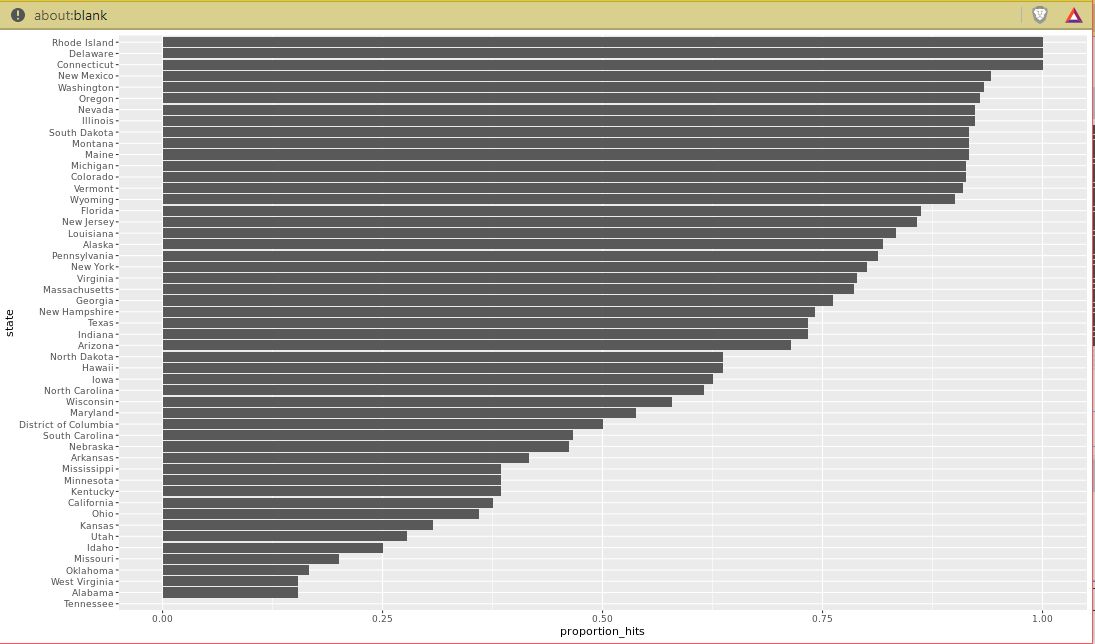 about:blank
Rhode Island
Delaware
Connecticut
New Mexico
Washington
Oregon
Nevada
Illinois
South Dakota
Montana
Maine
Michigan
Colorado
Vermont
Wyoming
Florida
New Jersey
Louisiana
Alaska
Pennsylvania
New York
Virginia
Massachusetts
Georgia
New Hampshire
Texas
Indiana
Arizona
North Dakota
Hawaii
Iowa
North Carolina
Wisconsin
Maryland
District of Columbia
South Carolina
Nebraska
Arkansas
Mississippi
Minnesota
Kentucky
California
Ohio
Kansas
Utah
Idaho
Missouri
Oklahoma
West Virginia
Alabama
Tennessee
state
0.00 0.25 0.50 0.75 1.00
proportion_hits